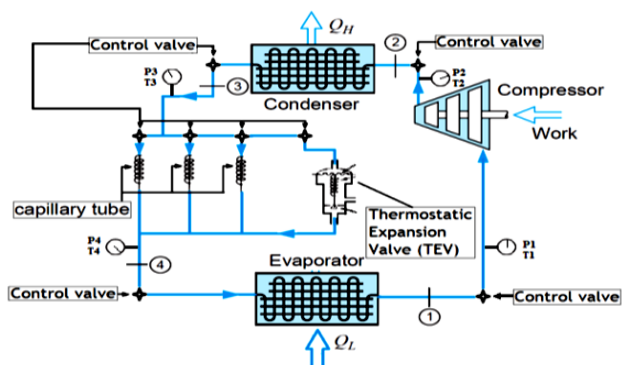 Q_H
Control valve
2
Control valve
P3
T3
P2
T2
3
Condenser
Compressor
Work
capillary tube
Thermostatic
Expansion
Valve (TEV)
P4
T4
4
Evaporator
P1
T1
Control valve
1
Control valve
Q_L